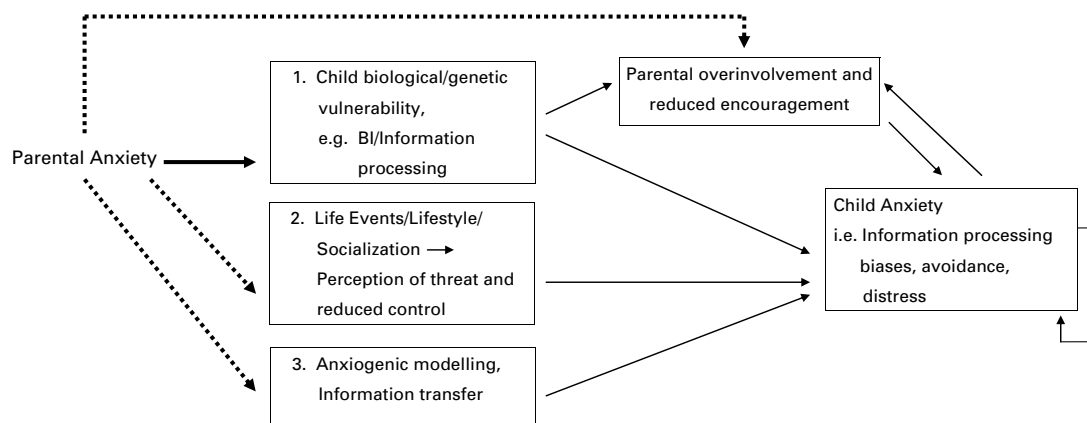 Parental Anxiety
1. Child biological/genetic
vulnerability,
e.g. BI/Information
processing
2. Life Events/Lifestyle/
Socialization →
Perception of threat and
reduced control
3. Anxiogenic modelling,
Information transfer
Parental overinvolvement and
reduced encouragement
Child Anxiety
i.e. Information processing
biases, avoidance,
distress